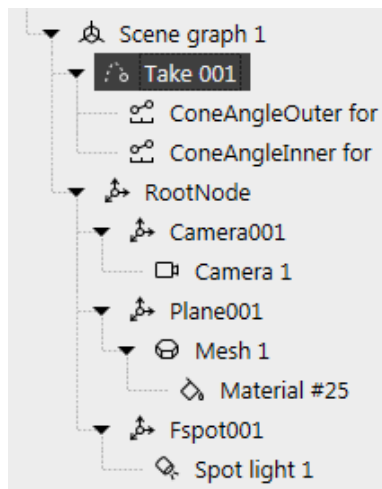 Scene graph 1
Take 001
ConeAngleOuter for
ConeAngleInner for
RootNode
Camera001
Camera 1
Plane001
Mesh 1
Material #25
Fspot001
Spot light 1